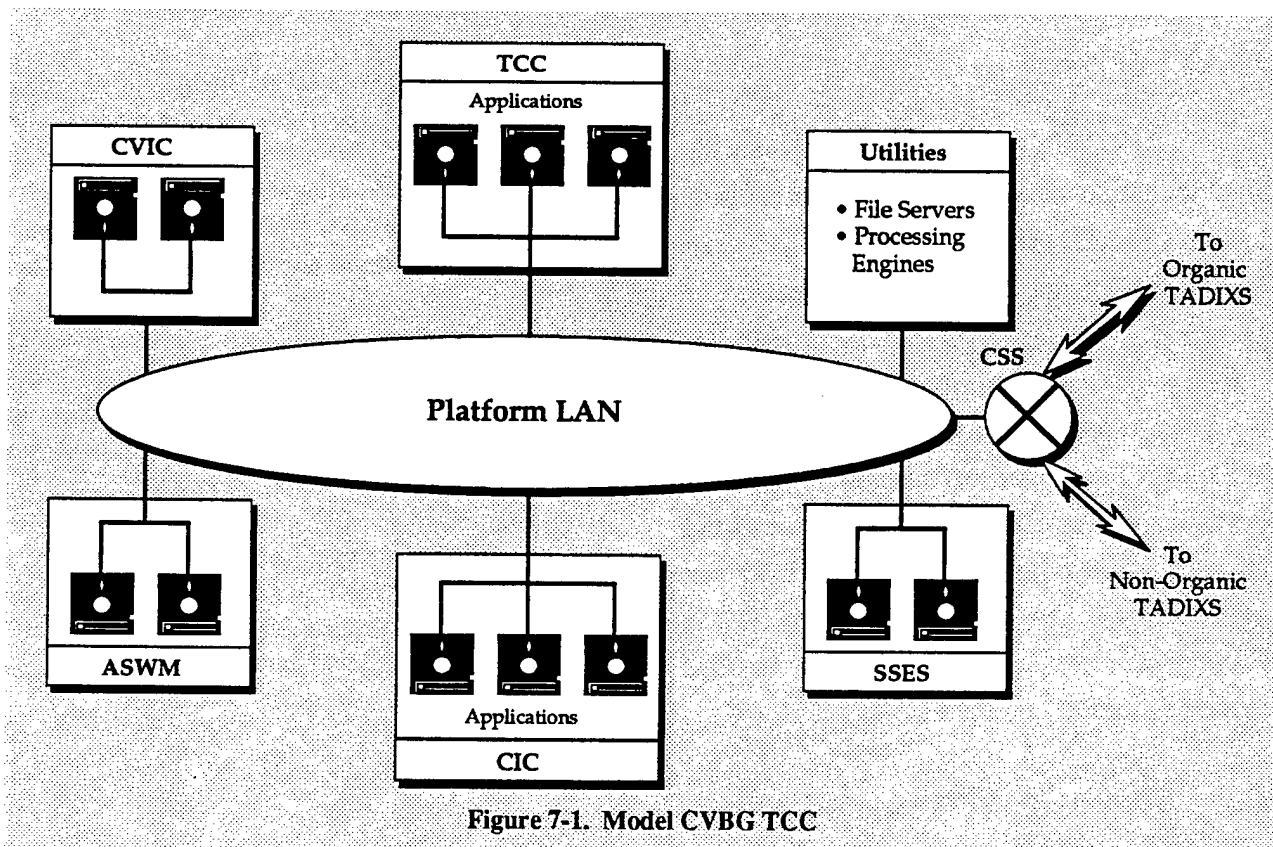 TCC
Applications
CVIC
Utilities
• File Servers
• Processing
Engines
To
Organic
TADIXS
CSS
Platform LAN
To
Non-Organic
TADIXS
ASWM
Applications
CIC
SSES
Figure 7-1. Model CVBG TCC